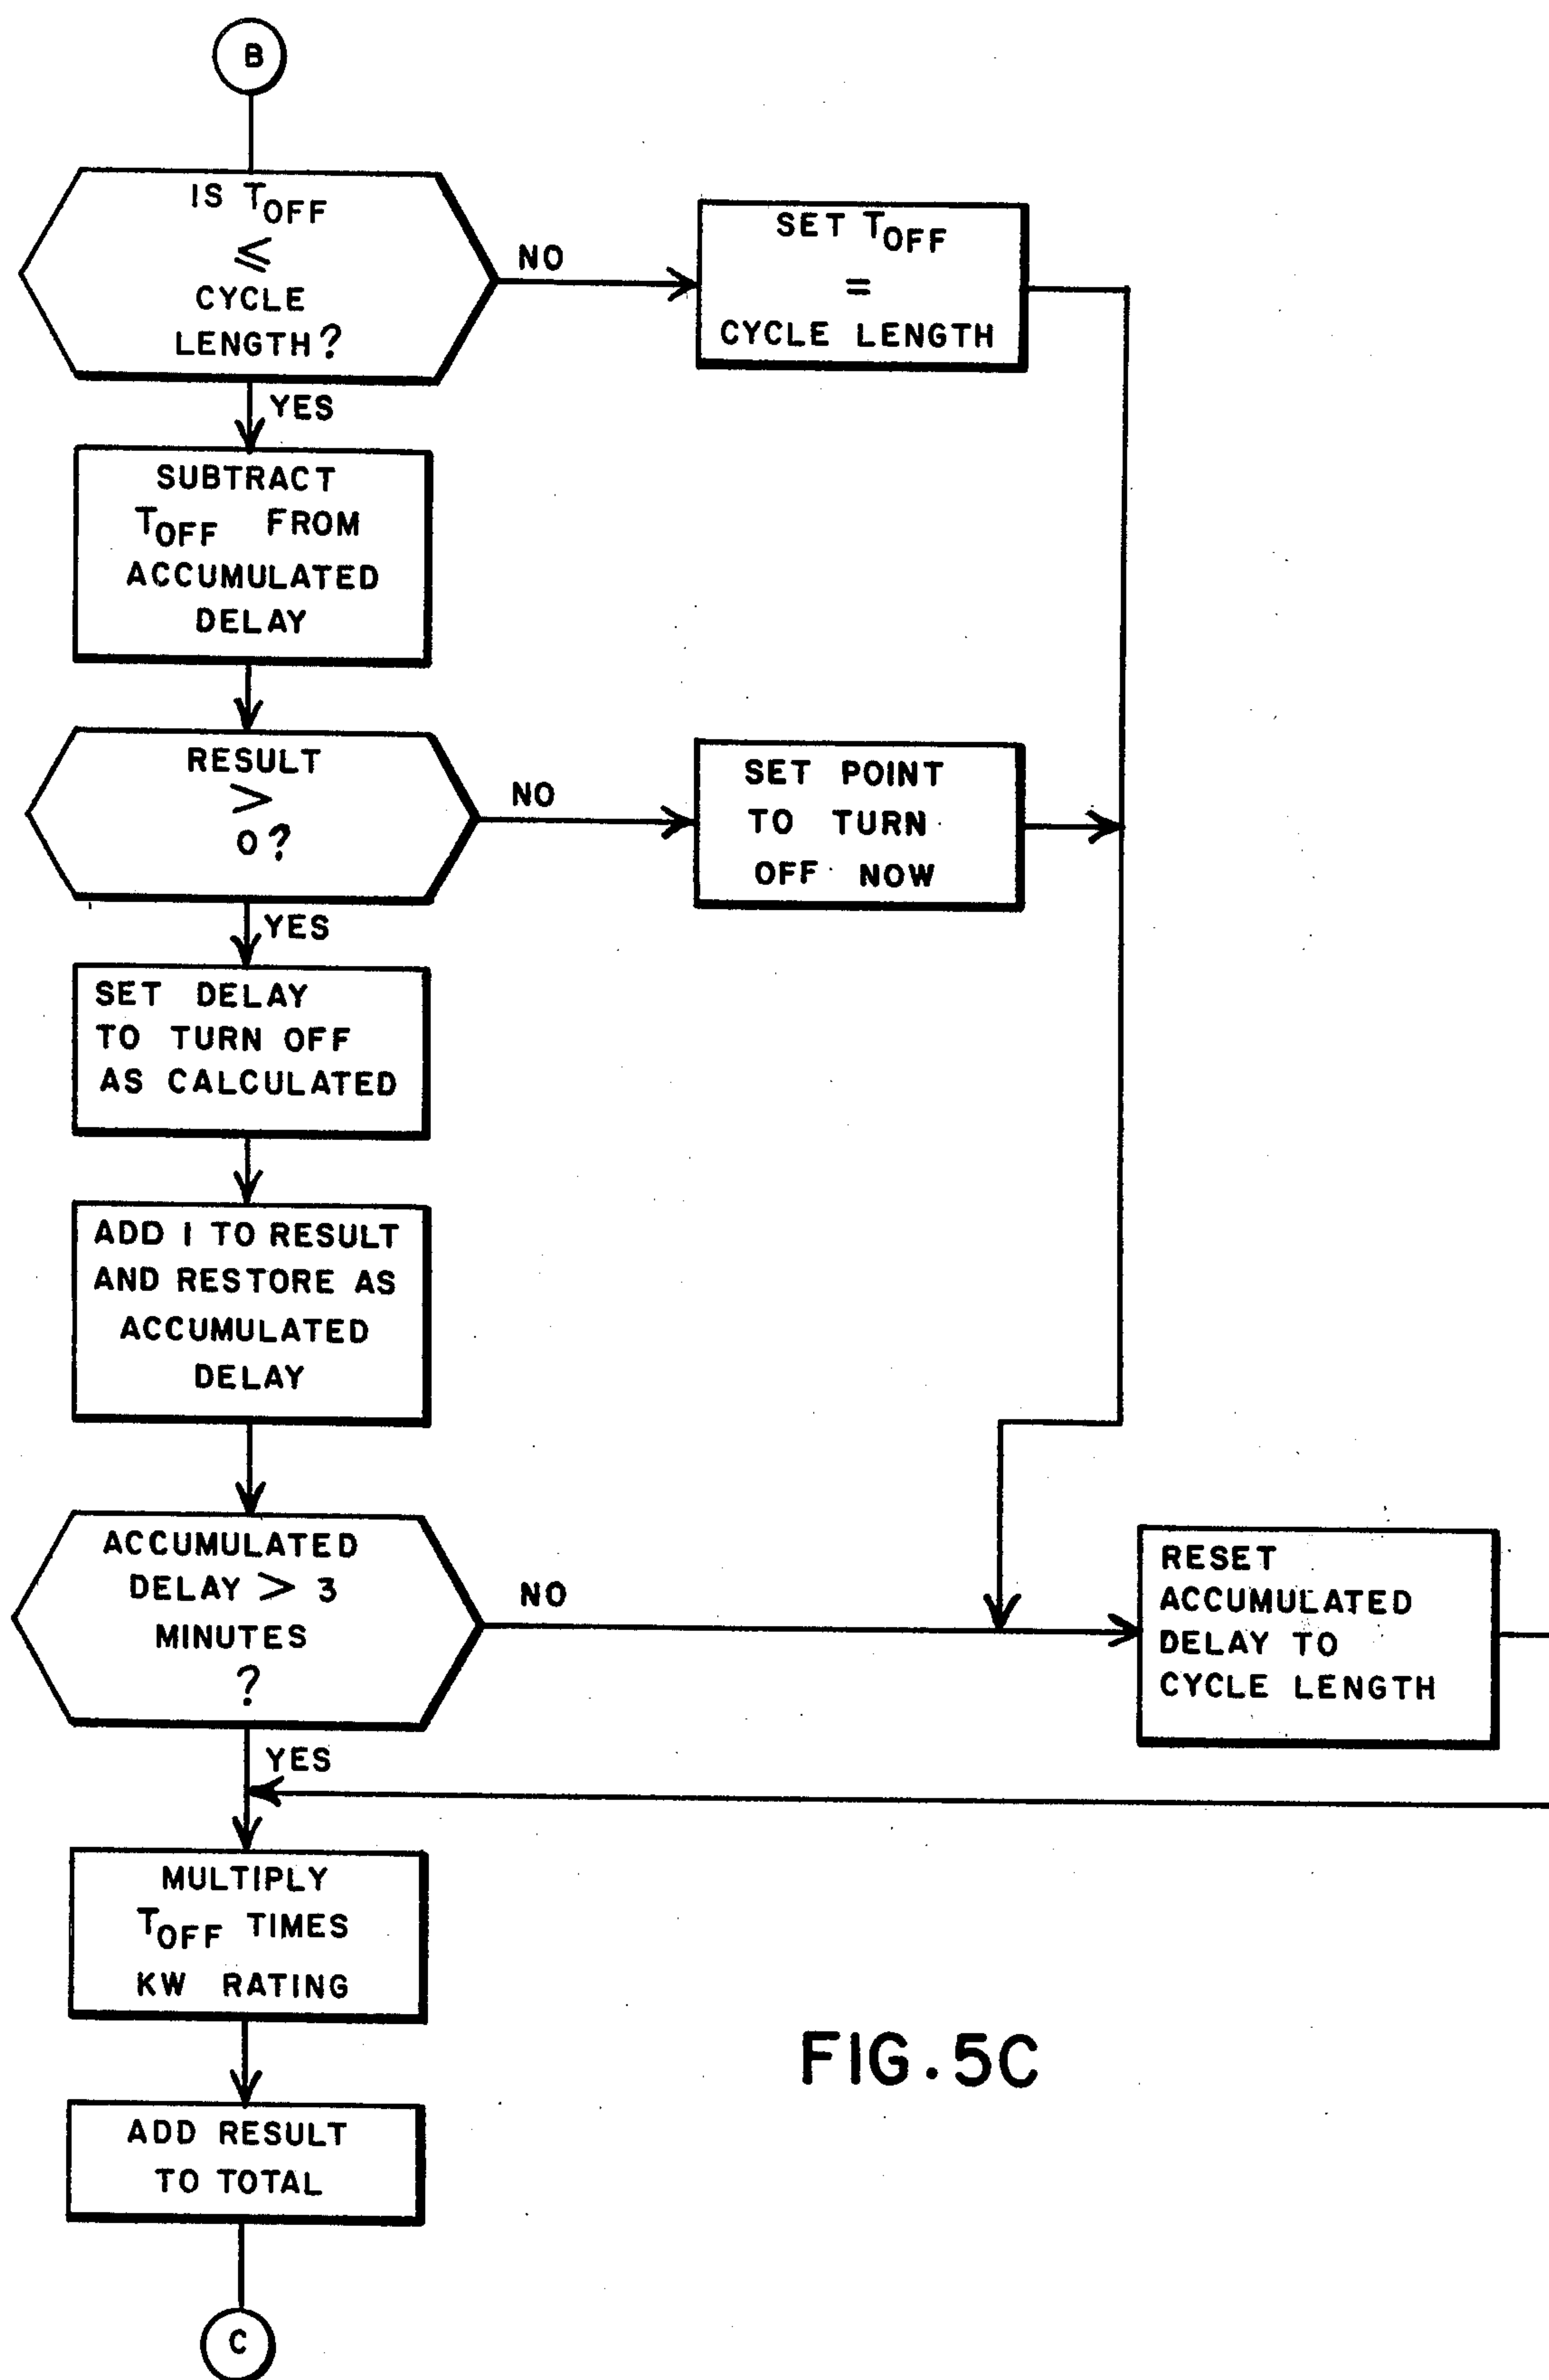 B
IS TOFF
≤
CYCLE
LENGTH?
NO
SET TOFF
=
CYCLE LENGTH
YES
SUBTRACT
TOFF FROM
ACCUMULATED
DELAY
RESULT
>
0?
NO
SET POINT
TO TURN
OFF NOW
YES
SET DELAY
TO TURN OFF
AS CALCULATED
ADD 1 TO RESULT
AND RESTORE AS
ACCUMULATED
DELAY
ACCUMULATED
DELAY > 3
MINUTES
?
NO
RESET
ACCUMULATED
DELAY TO
CYCLE LENGTH
YES
MULTIPLY
TOFF TIMES
KW RATING
FIG.5C
ADD RESULT
TO TOTAL
C